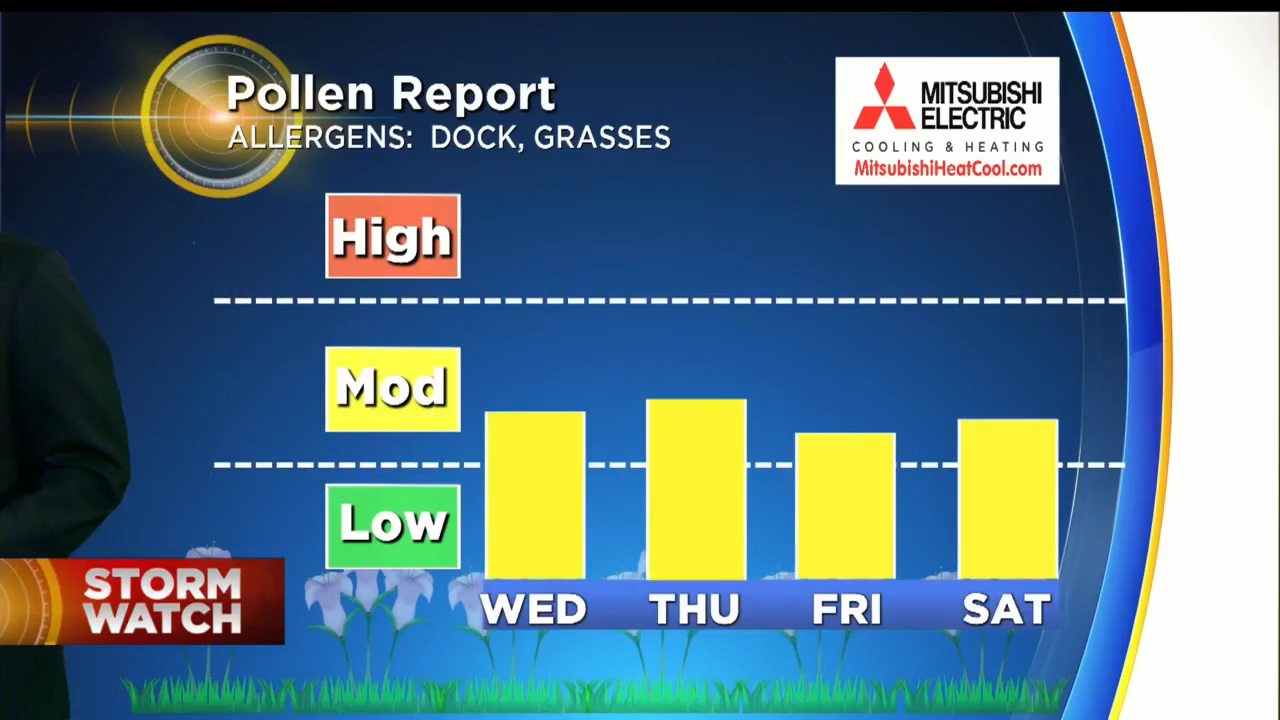 Pollen Report
ALLERGENS: DOCK, GRASSES
MITSUBISHI
ELECTRIC
COOLING & HEATING
MitsubishiHeatCool.com
High
Mod
Low
STORM
WATCH
WED THU FRI SAT